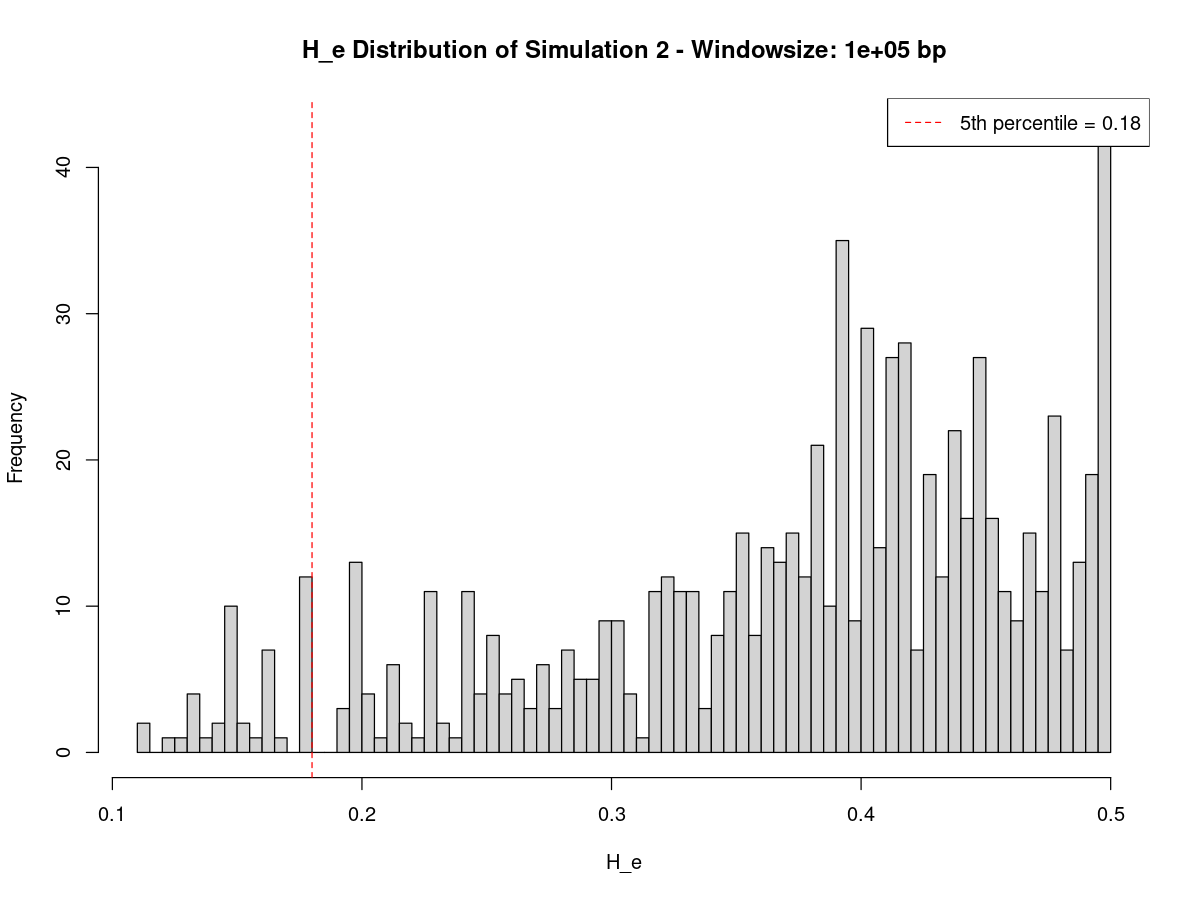 H_e Distribution of Simulation 2 - Windowsize: 1e+05 bp
5th percentile = 0.18
Frequency
40
30
20
10
0
0.1 0.2 0.3 0.4 0.5
H_e